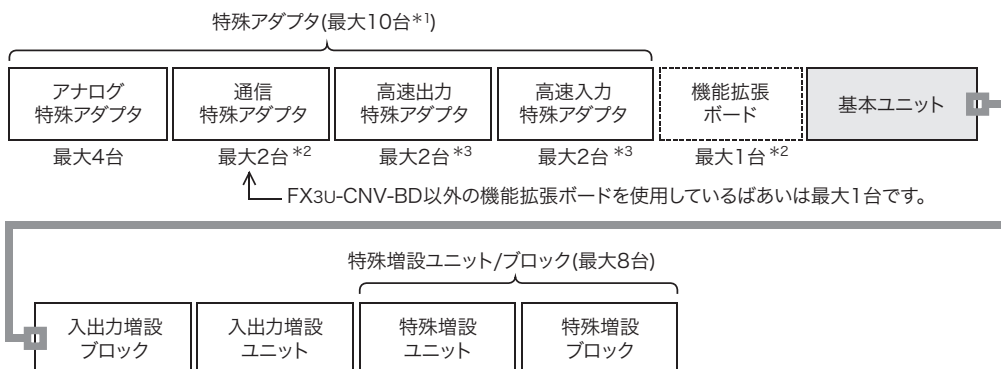 特殊アダプタ(最大10台*1)
アナログ
特殊アダプタ
通信
特殊アダプタ
高速出力
特殊アダプタ
高速入力
特殊アダプタ
機能拡張
ボード
基本ユニット
最大4台
最大2台*2
最大2台*3
最大2台*3
最大1台*2
FX3U-CNV-BD以外の機能拡張ボードを使用しているばあいは最大1台です。
特殊増設ユニット/ブロック(最大8台)
入出力増設
ブロック
入出力増設
ユニット
特殊増設
ユニット
特殊増設
ブロック